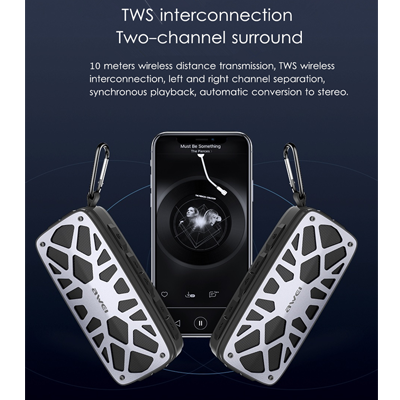 TWS interconnection
Two-channel surround
10 meters wireless distance transmission, TWS wireless
interconnection, left and right channel separation,
synchronous playback, automatic conversion to stereo.
Must Be Something
The Pierces
awei
awei